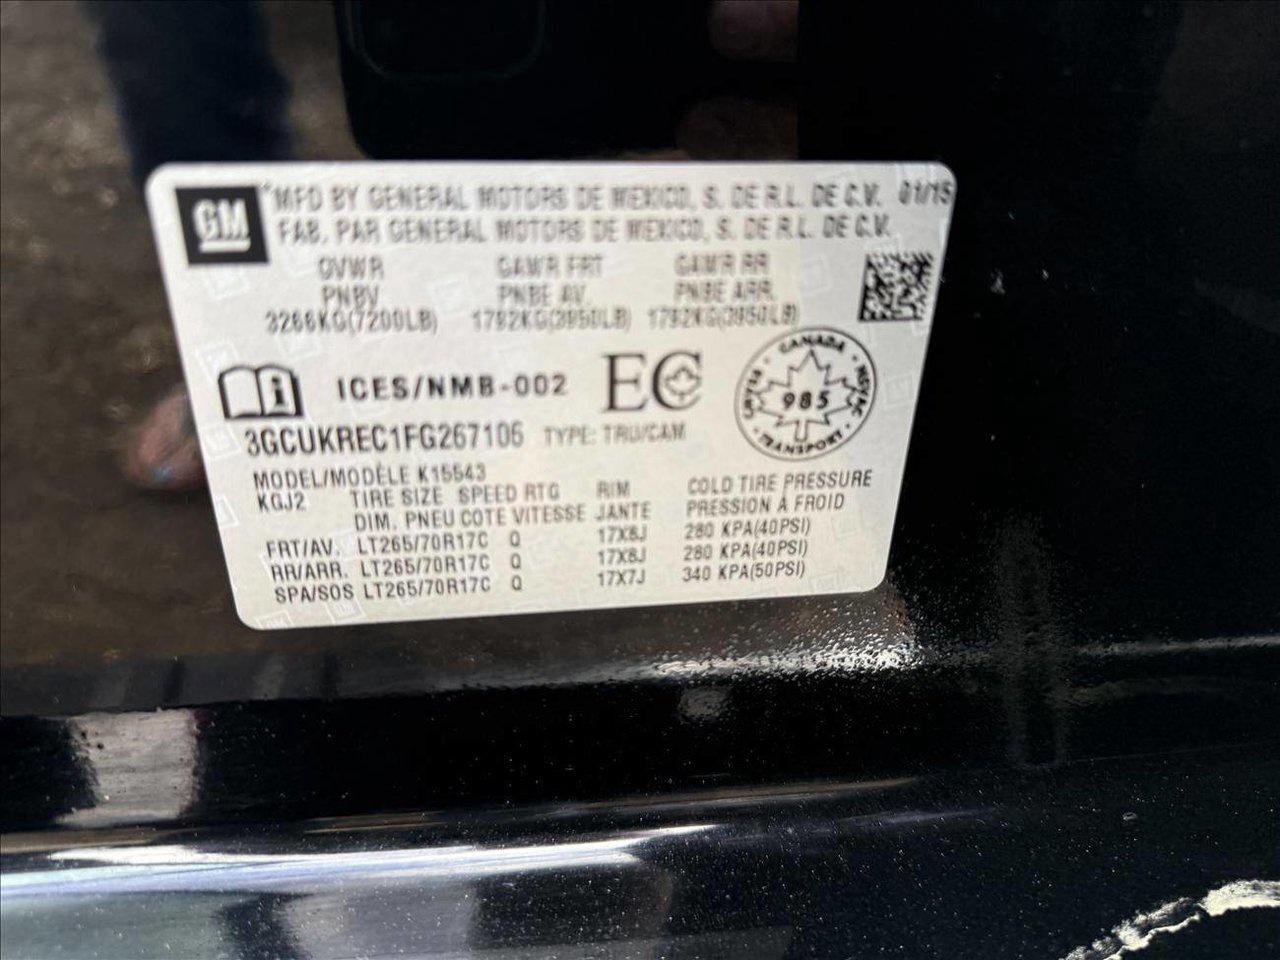 GM
MFD BY GENERAL MOTORS DE MEXICO, S. DE R.L. DE C.V. 01/15
FAB. PAR GENERAL MOTORS DE MEXICO, S. DE R.L. DE C.V.
GVWR GAWR FRT GAWR RR
PNBV PNBE AV. PNBE ARR.
3266KG(7200LB) 1792KG(3950LB) 1792KG(3950LB)
ICES/NMB-002 EC
CANADA
985
TRANSPORT
3GCUKREC1FG267106 TYPE: TRU/CAM
MODEL/MODÈLE K15543
KGJ2 TIRE SIZE SPEED RTG RIM COLD TIRE PRESSURE
DIM. PNEU COTE VITESSE JANTE PRESSION À FROID
FRT/AV. LT265/70R17C Q 17X8J 280 KPA(40PSI)
RR/ARR. LT265/70R17C Q 17X8J 280 KPA(40PSI)
SPA/SOS LT265/70R17C Q 17X7J 340 KPA(50PSI)